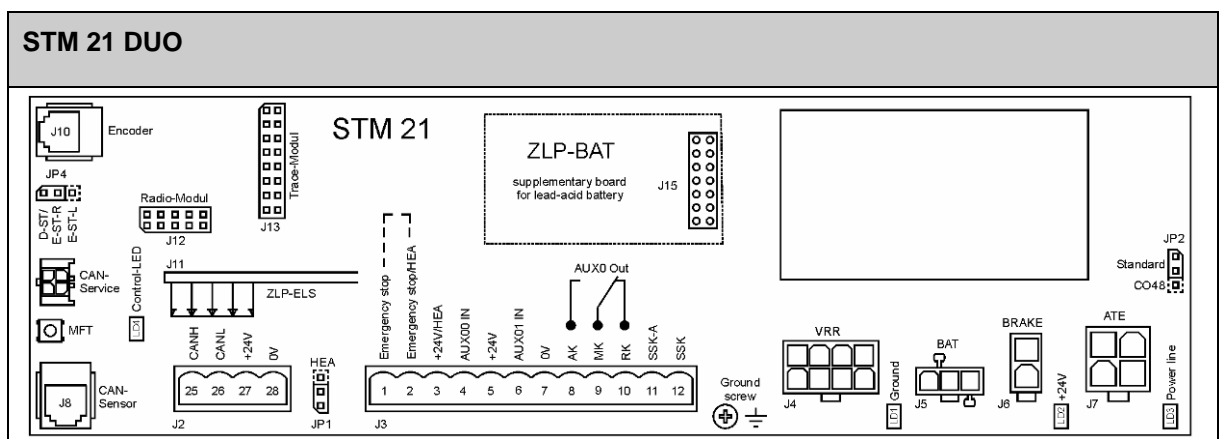 STM 21 DUO
STM 21
J10
Encoder
JP4
D-ST/
E-ST-R
E-ST-L
CAN-
Service
MFT
J8
CAN-
Sensor
LD1
Control-LED
Radio-Modul
J12
J13
Trace-Modul
J11
ZLP-ELS
CANH
CANL
+24V
0V
25 26 27 28
J2
HEA
JP1
Emergency stop
Emergency stop/HEA
+24V/HEA
AUX00 IN
+24V
AUX01 IN
0V
AK
MK
RK
SSK-A
SSK
1 2 3 4 5 6 7 8 9 10 11 12
J3
AUX0 Out
ZLP-BAT
supplementary board
for lead-acid battery
J15
Ground
screw
VRR
J4
LD1
Ground
BAT
J5
BRAKE
J6
LD2
+24V
ATE
J7
LD3
Power line
JP2
Standard
CO48